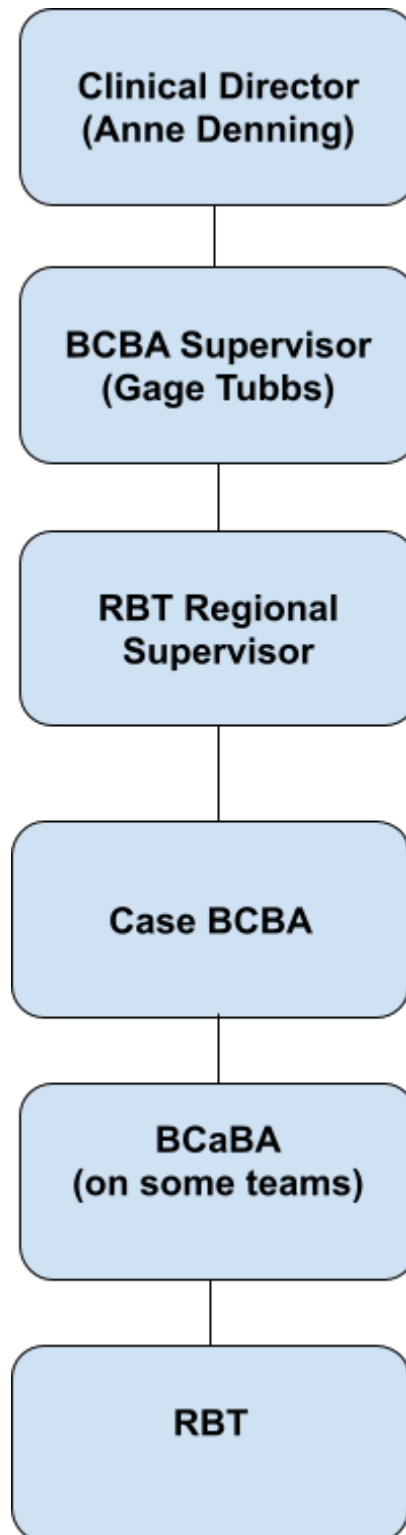 Clinical Director
(Anne Denning)
BCBA Supervisor
(Gage Tubbs)
RBT Regional
Supervisor
Case BCBA
BCaBA
(on some teams)
RBT